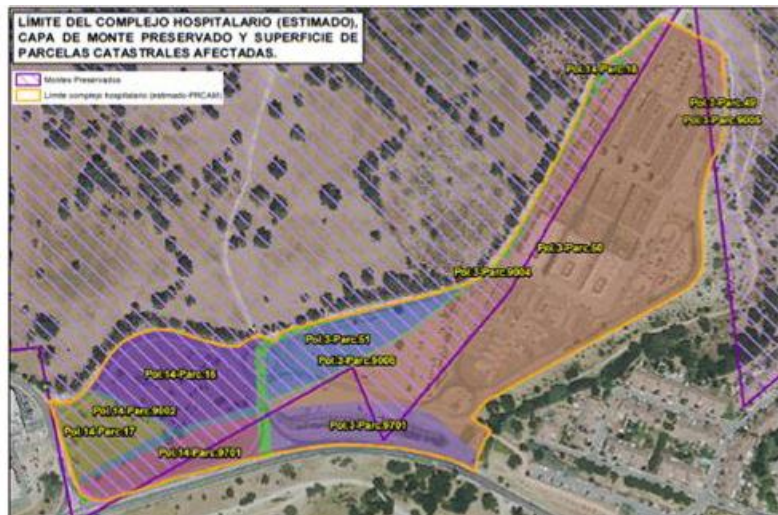 LÍMITE DEL COMPLEJO HOSPITALARIO (ESTIMADO),
CAPA DE MONTE PRESERVADO Y SUPERFICIE DE
PARCELAS CATASTRALES AFECTADAS.
Montes Preservados
Límite complejo hospitalario (estimado-PRCAM)
Pol.14-Parc.18
Pol.3-Parc.49
Pol.3-Parc.9005
Pol.3-Parc.50
Pol.3-Parc.9004
Pol.3-Parc.51
Pol.3-Parc.9006
Pol.14-Parc.16
Pol.14-Parc.9002
Pol.14-Parc.17
Pol.3-Parc.9701
Pol.14-Parc.9701